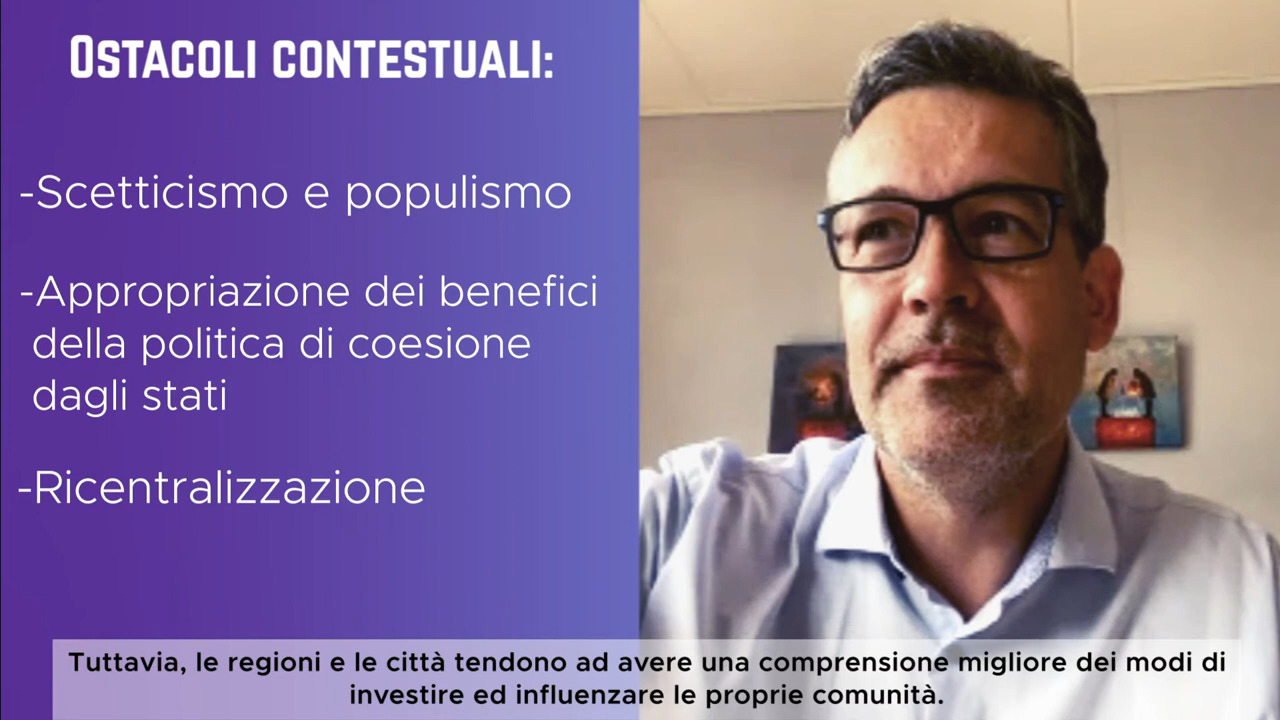 OSTACOLI CONTESTUALI:
-Scetticismo e populismo
-Appropriazione dei benefici
della politica di coesione
dagli stati
-Ricentralizzazione
Tuttavia, le regioni e le città tendono ad avere una comprensione migliore dei modi di
investire ed influenzare le proprie comunità.